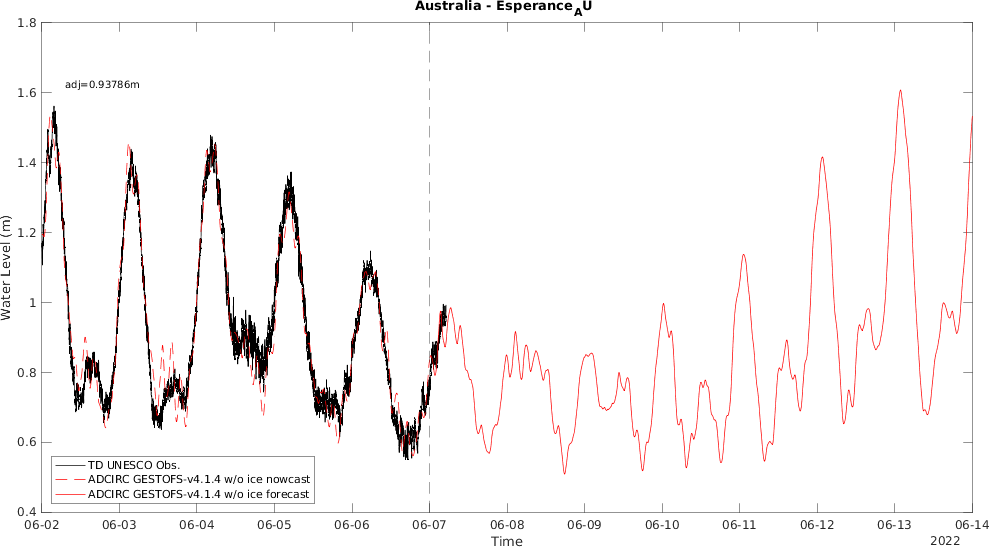 Australia - Esperance_AU
adj=0.93786m
Water Level (m)
1.8
1.6
1.4
1.2
1
0.8
0.6
0.4
TD UNESCO Obs.
ADCIRC GESTOFS-v4.1.4 w/o ice nowcast
ADCIRC GESTOFS-v4.1.4 w/o ice forecast
06-02 06-03 06-04 06-05 06-06 06-07 06-08 06-09 06-10 06-11 06-12 06-13 06-14
Time
2022